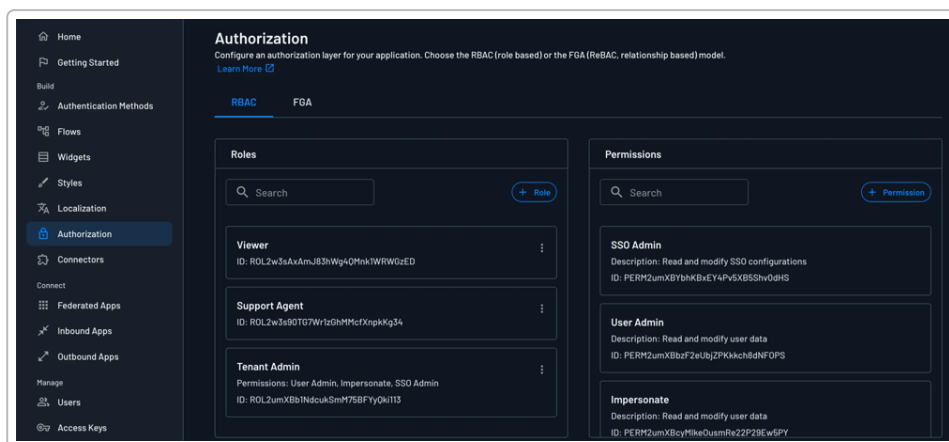 Home
Getting Started
Build
Authentication Methods
Flows
Widgets
Styles
Localization
Authorization
Connectors
Connect
Federated Apps
Inbound Apps
Outbound Apps
Manage
Users
Access Keys
Authorization
Configure an authorization layer for your application. Choose the RBAC (role based) or the FGA (ReBAC, relationship based) model.
Learn More
RBAC FGA
Roles
Search
+ Role
Viewer
ID: ROL2w3sAxAmJ83hWg4QMnk1WRWGzED
Support Agent
ID: ROL2w3s90TG7Wr1zGhMMcfXnpkKg34
Tenant Admin
Permissions: User Admin, Impersonate, SSO Admin
ID: ROL2umXBb1NdcukSmM75BFYyQki113
Permissions
Search
+ Permission
SSO Admin
Description: Read and modify SSO configurations
ID: PERM2umXBYbhKBxEY4Pv5XB5Shv0dHS
User Admin
Description: Read and modify user data
ID: PERM2umXBbzF2eUbjZPKkkch8dNFOPS
Impersonate
Description: Read and modify user data
ID: PERM2umXBcyMIke0usmRe22P29Ew5PY